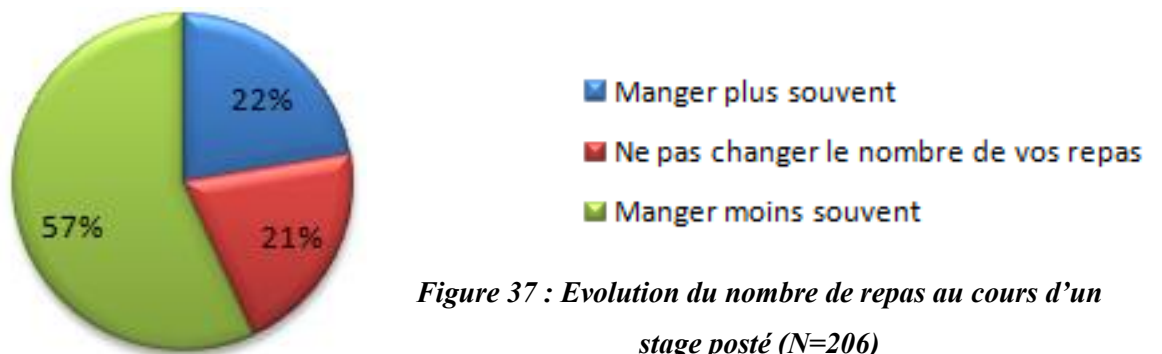 22%
21%
57%
Manger plus souvent
Ne pas changer le nombre de vos repas
Manger moins souvent
Figure 37 : Evolution du nombre de repas au cours d’un
stage posté (N=206)